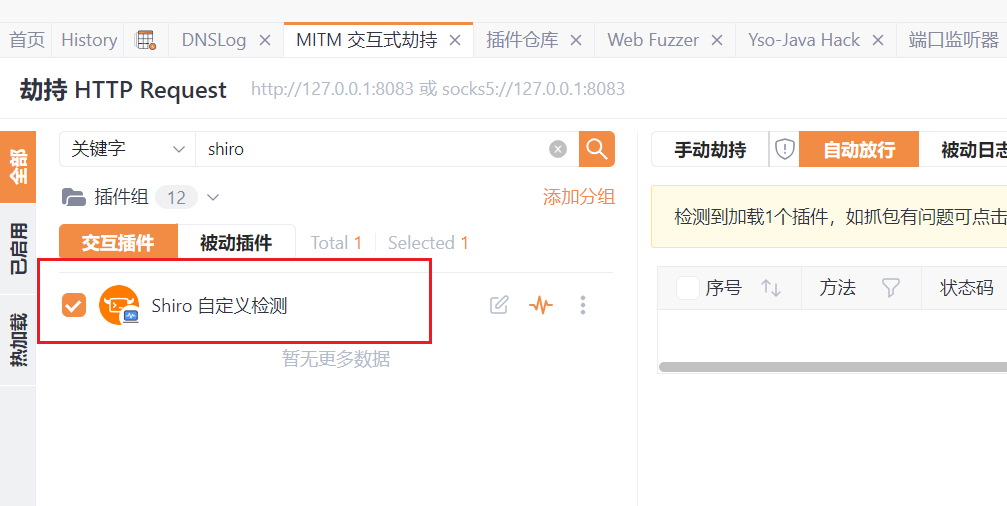 首页 History DNSLog MITM 交互式劫持 插件仓库 Web Fuzzer Yso-Java Hack 端口监听器
劫持 HTTP Request http://127.0.0.1:8083 或 socks5://127.0.0.1:8083
全部
已启用
热加载
关键字 shiro
插件组 12 添加分组
交互插件 被动插件 Total 1 Selected 1
Shiro 自定义检测
暂无更多数据
手动劫持 自动放行 被动日志
检测到加载1个插件，如抓包有问题可点击
序号 方法 状态码